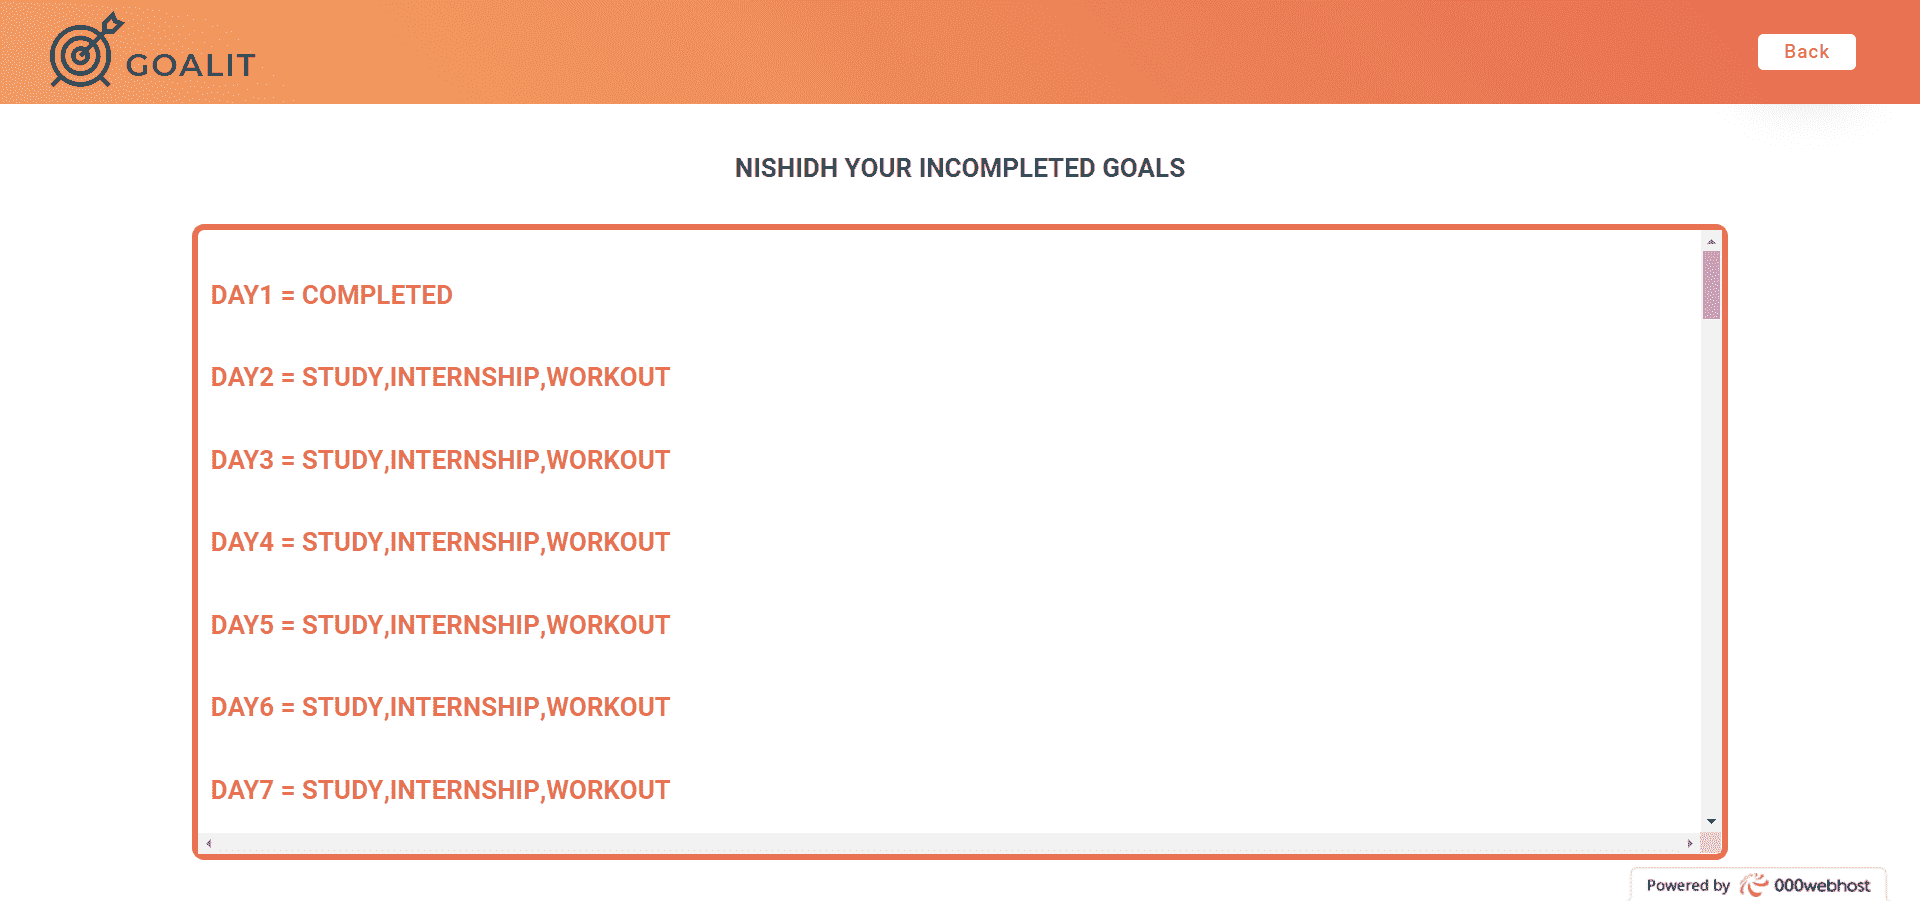 GOALIT
Back
NISHIDH YOUR INCOMPLETED GOALS
DAY1 = COMPLETED
DAY2 = STUDY,INTERNSHIP,WORKOUT
DAY3 = STUDY,INTERNSHIP,WORKOUT
DAY4 = STUDY,INTERNSHIP,WORKOUT
DAY5 = STUDY,INTERNSHIP,WORKOUT
DAY6 = STUDY,INTERNSHIP,WORKOUT
DAY7 = STUDY,INTERNSHIP,WORKOUT
Powered by 000webhost